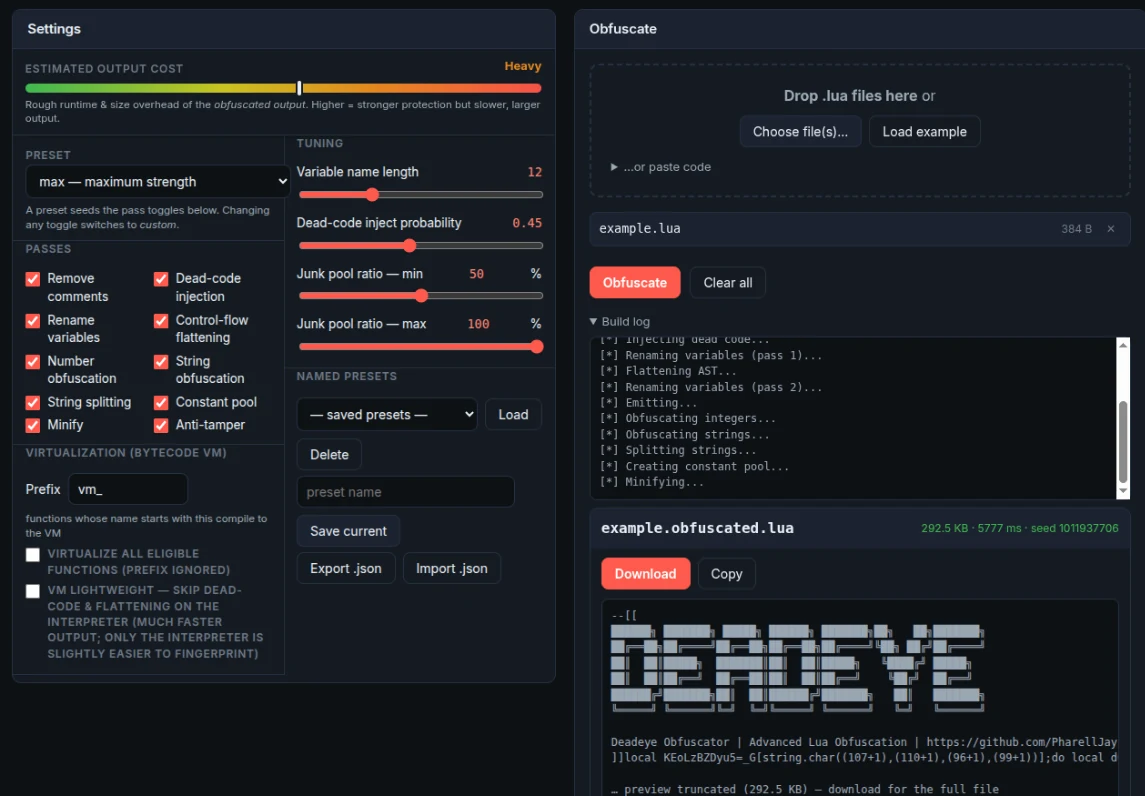 Settings
ESTIMATED OUTPUT COST
Heavy
Rough runtime & size overhead of the obfuscated output. Higher = stronger protection but slower, larger
output.
PRESET
max — maximum strength
A preset seeds the pass toggles below. Changing
any toggle switches to custom.
PASSES
Remove
comments
Dead-code
injection
Rename
variables
Control-flow
flattening
Number
obfuscation
String
obfuscation
String splitting
Constant pool
Minify
Anti-tamper
VIRTUALIZATION (BYTECODE VM)
Prefix vm_
functions whose name starts with this compile to
the VM
VIRTUALIZE ALL ELIGIBLE
FUNCTIONS (PREFIX IGNORED)
VM LIGHTWEIGHT — SKIP DEAD-
CODE & FLATTENING ON THE
INTERPRETER (MUCH FASTER
OUTPUT; ONLY THE INTERPRETER IS
SLIGHTLY EASIER TO FINGERPRINT)
TUNING
Variable name length 12
Dead-code inject probability 0.45
Junk pool ratio — min 50 %
Junk pool ratio — max 100 %
NAMED PRESETS
— saved presets —
Load
Delete
preset name
Save current
Export .json
Import .json
Obfuscate
Drop .lua files here or
Choose file(s)...
Load example
...or paste code
example.lua
384 B ×
Obfuscate
Clear all
Build log
[*] Injecting dead code...
[*] Renaming variables (pass 1)...
[*] Flattening AST...
[*] Renaming variables (pass 2)...
[*] Emitting...
[*] Obfuscating integers...
[*] Obfuscating strings...
[*] Splitting strings...
[*] Creating constant pool...
[*] Minifying...
example.obfuscated.lua
292.5 KB · 5777 ms · seed 1011937706
Download
Copy
--[[
DEADEYE
Deadeye Obfuscator | Advanced Lua Obfuscation | https://github.com/PharellJay
]]local KEoLzBZDyu5=_G[string.char((107+1),(110+1),(96+1),(99+1))];do local d
… preview truncated (292.5 KB) — download for the full file